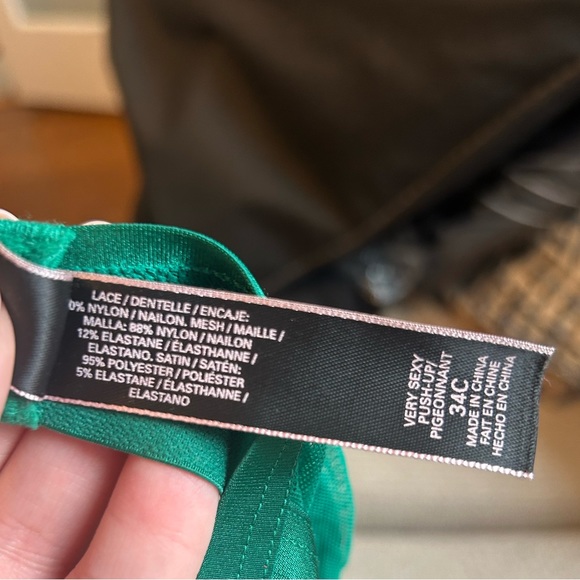 LACE / DENTELLE / ENCAJE:
0% NYLON / NAILON. MESH / MAILLE /
MALLA: 88% NYLON / NAILON
12% ELASTANE / ÉLASTHANNE /
ELASTANO. SATIN / SATÉN:
95% POLYESTER / POLIÉSTER
5% ELASTANE / ÉLASTHANNE /
ELASTANO
VERY SEXY
PUSH-UP/
PIGEONNANT
34C
MADE IN CHINA
FAIT EN CHINE
HECHO EN CHINA